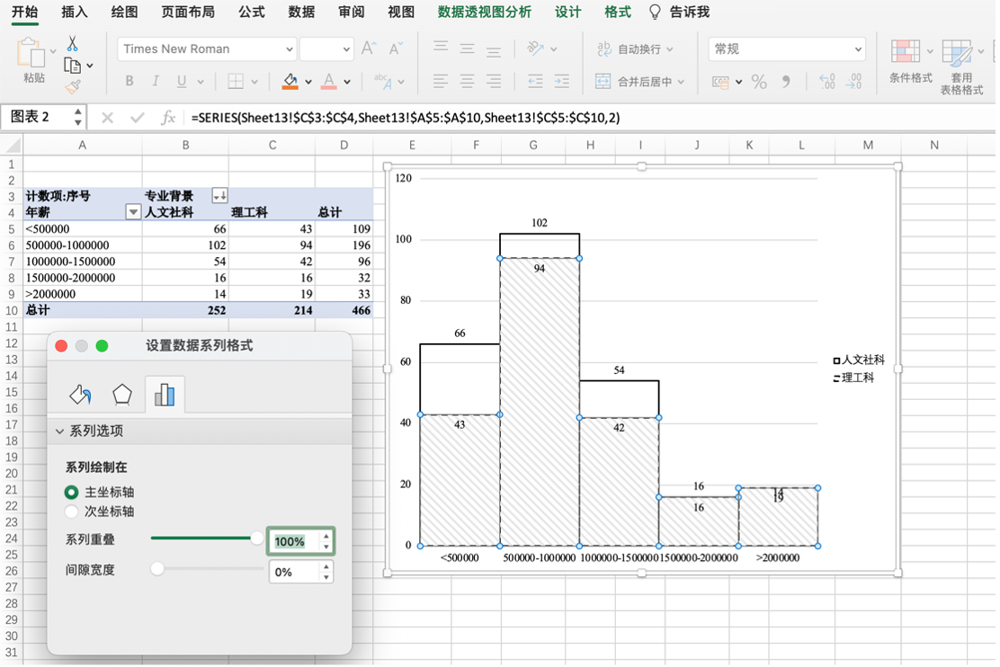 开始 插入 绘图 页面布局 公式 数据 审阅 视图 数据透视图分析 设计 格式 告诉我
粘贴
Times New Roman
B I U
abc A
ab 自动换行
合并后居中
常规
条件格式
套用
表格格式
图表 2 fx =SERIES(Sheet13!$C$3:$C$4,Sheet13!$A$5:$A$10,Sheet13!$C$5:$C$10,2)
A B C D E F G H I J K L M N
1
2
3 计数项:序号 专业背景
4 年薪 人文社科 理工科 总计
5 <500000 66 43 109
6 500000-1000000 102 94 196
7 1000000-1500000 54 42 96
8 1500000-2000000 16 16 32
9 >2000000 14 19 33
10 总计 252 214 466
11
12
13
14
15
16
17
18
19
20
21
22
23
24
25
26
27
28
29
30
31
设置数据系列格式
系列选项
系列绘制在
主坐标轴
次坐标轴
系列重叠 100%
间隙宽度 0%
120
100
80
60
40
20
0
102
94
66
43
54
42
16
16
14
19
<500000 500000-1000000 1000000-1500000 1500000-2000000 >2000000
人文社科
理工科